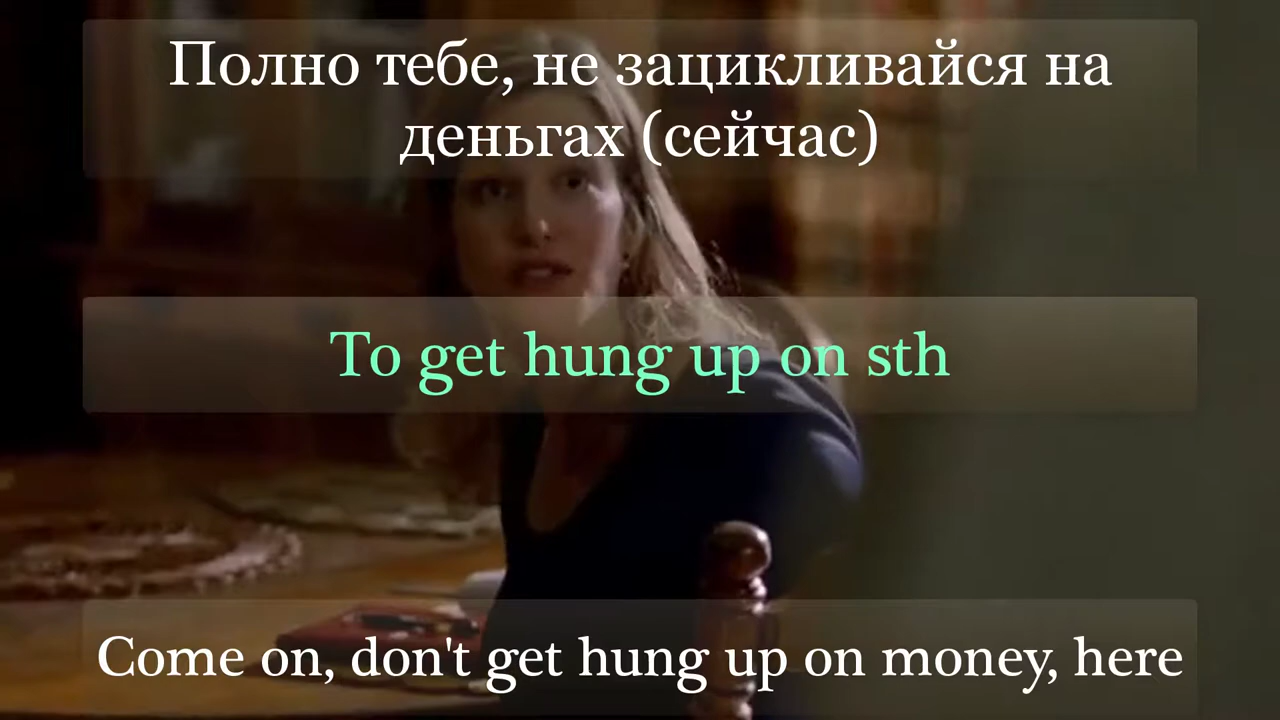 Полно тебе, не зацикливайся на
деньгах (сейчас)
To get hung up on sth
Come on, don't get hung up on money, here